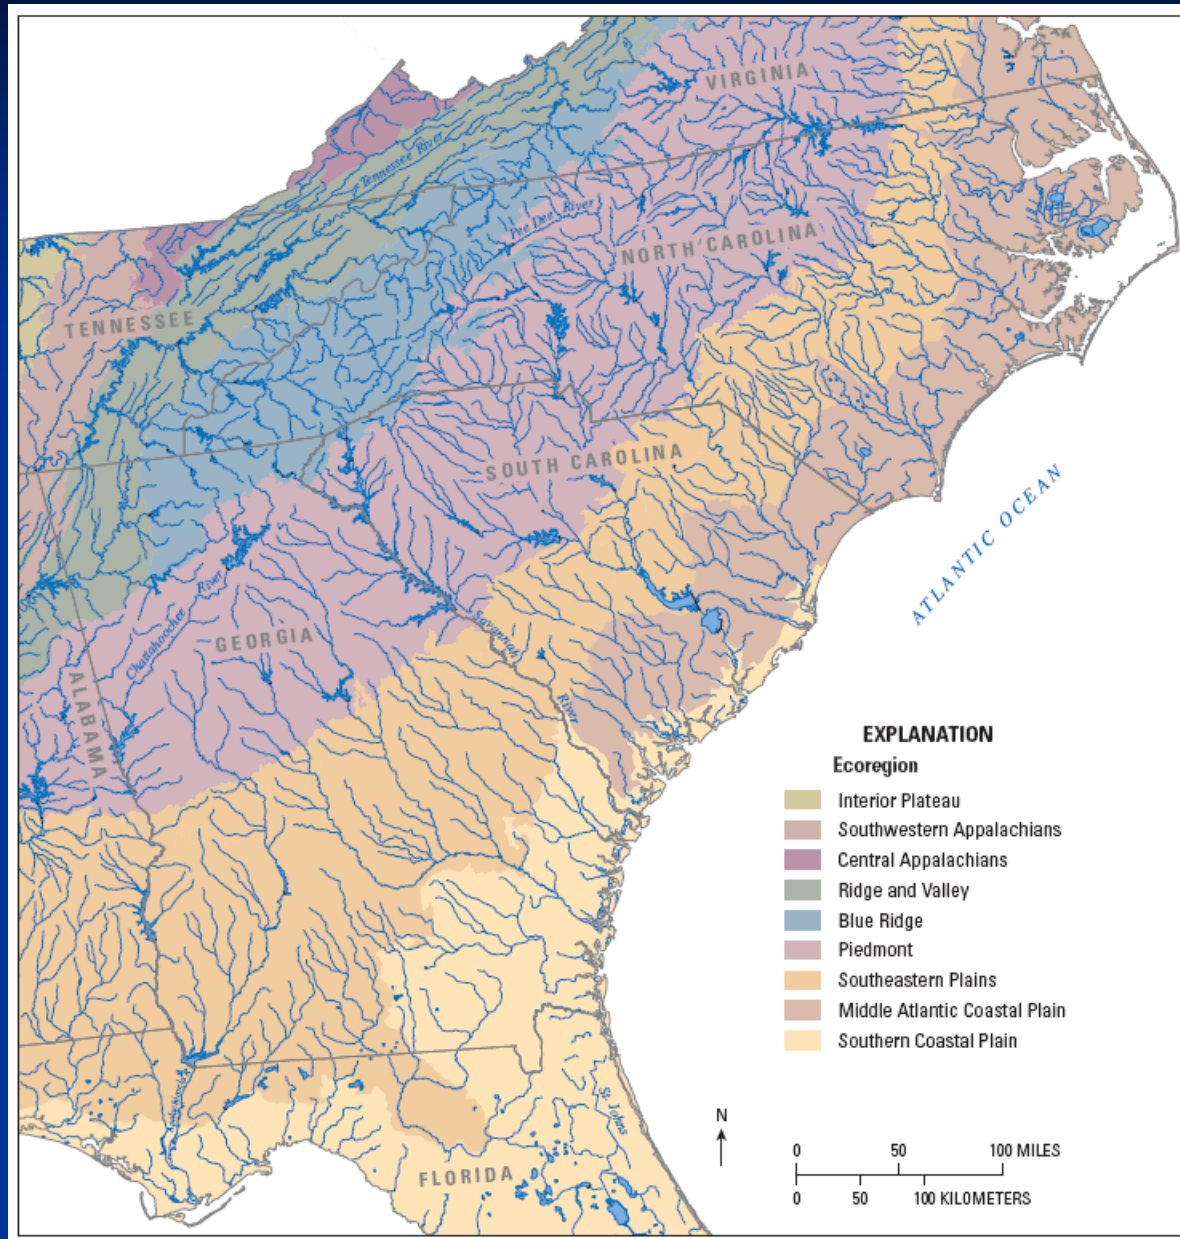 VIRGINIA
Tennessee River
Pee Dee River
NORTH CAROLINA
TENNESSEE
SOUTH CAROLINA
ATLANTIC OCEAN
Chattahoochee River
GEORGIA
Savannah River
ALABAMA
EXPLANATION
Ecoregion
Interior Plateau
Southwestern Appalachians
Central Appalachians
Ridge and Valley
Blue Ridge
Piedmont
Southeastern Plains
Middle Atlantic Coastal Plain
Southern Coastal Plain
St. Johns
FLORIDA
N
0 50 100 MILES
0 50 100 KILOMETERS